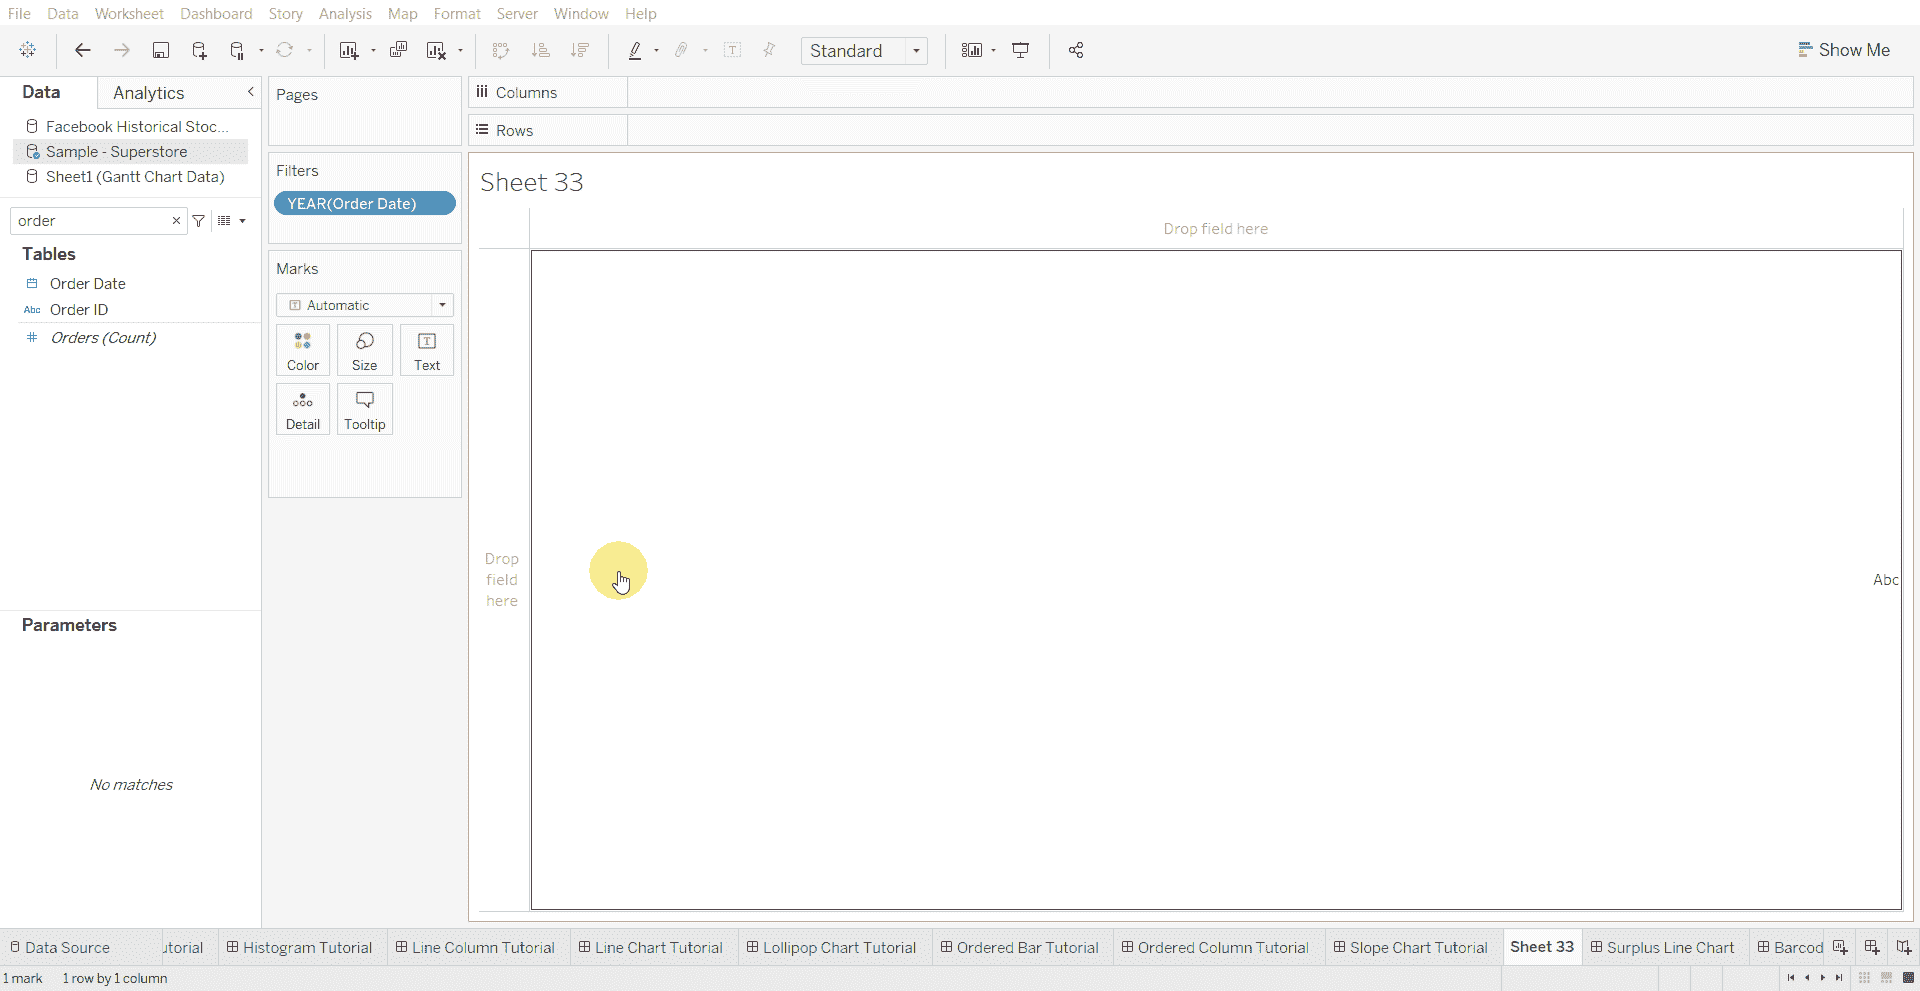 File Data Worksheet Dashboard Story Analysis Map Format Server Window Help
Standard
Show Me
Data Analytics
Facebook Historical Stoc...
Sample - Superstore
Sheet1 (Gantt Chart Data)
order
Tables
Order Date
Abc Order ID
Orders (Count)
Parameters
No matches
Pages
Filters
YEAR(Order Date)
Marks
T Automatic
Color Size Text
Detail Tooltip
Columns
Rows
Sheet 33
Drop field here
Drop
field
here
Abc
Data Source utorial Histogram Tutorial Line Column Tutorial Line Chart Tutorial Lollipop Chart Tutorial Ordered Bar Tutorial Ordered Column Tutorial Slope Chart Tutorial Sheet 33 Surplus Line Chart Barcod
1 mark 1 row by 1 column